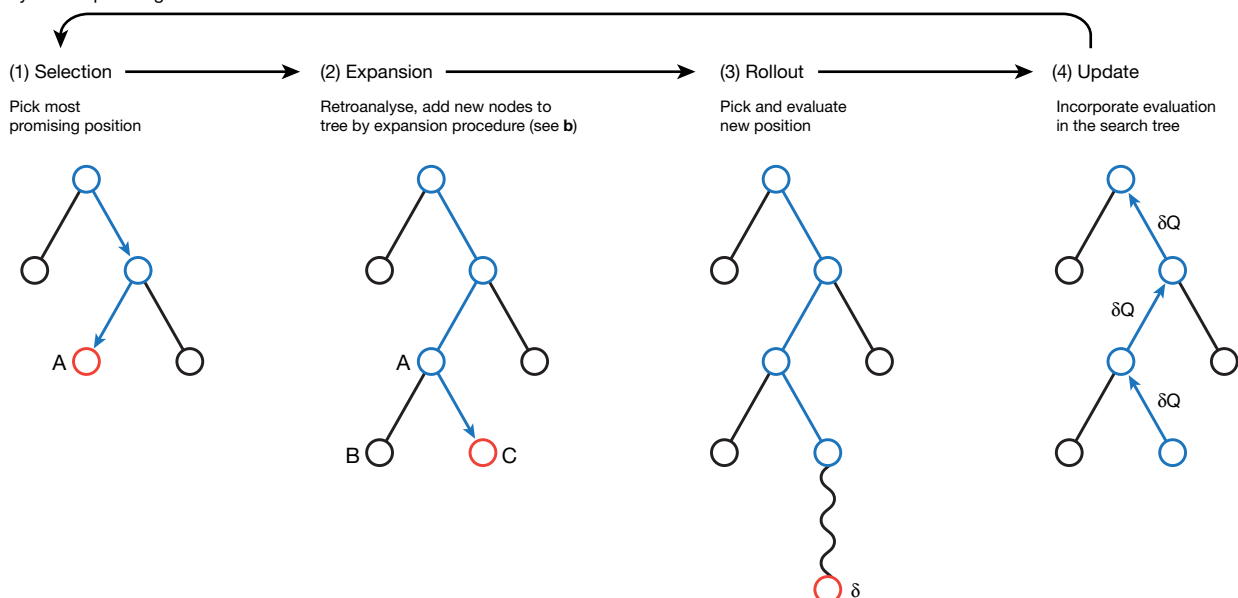 (1) Selection
(2) Expansion
(3) Rollout
(4) Update
Pick most
promising position
Retroanalyse, add new nodes to
tree by expansion procedure (see b)
Pick and evaluate
new position
Incorporate evaluation
in the search tree
A
A
B
C
δ
δQ
δQ
δQ